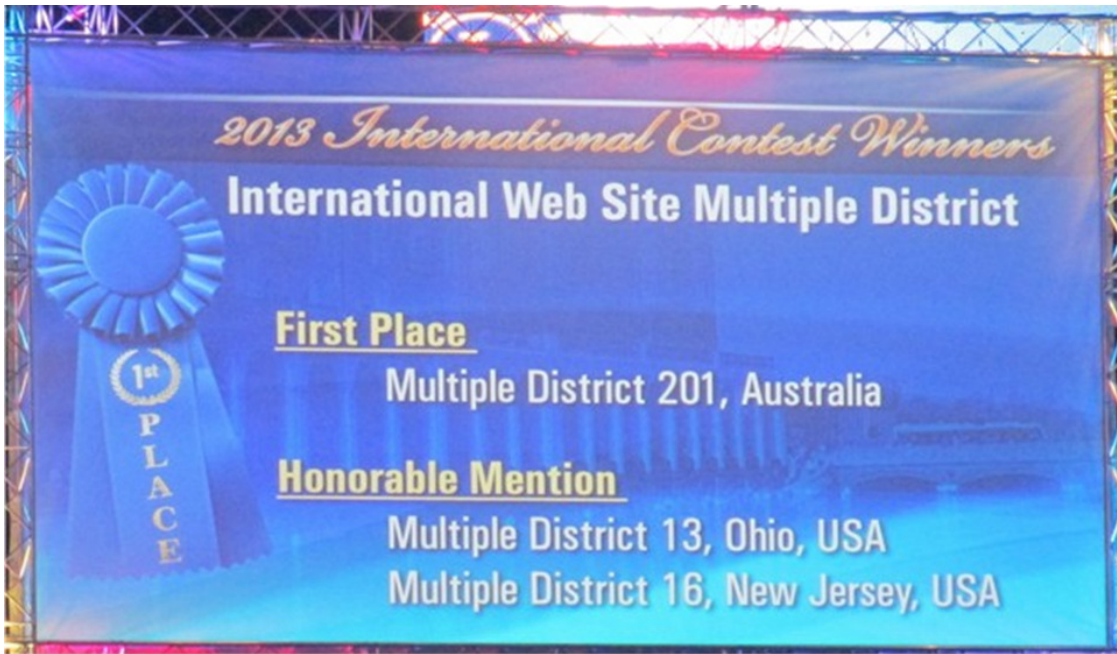 2013 International Contest Winners
International Web Site Multiple District
First Place
Multiple District 201, Australia
Honorable Mention
Multiple District 13, Ohio, USA
Multiple District 16, New Jersey, USA
1st
PLACE